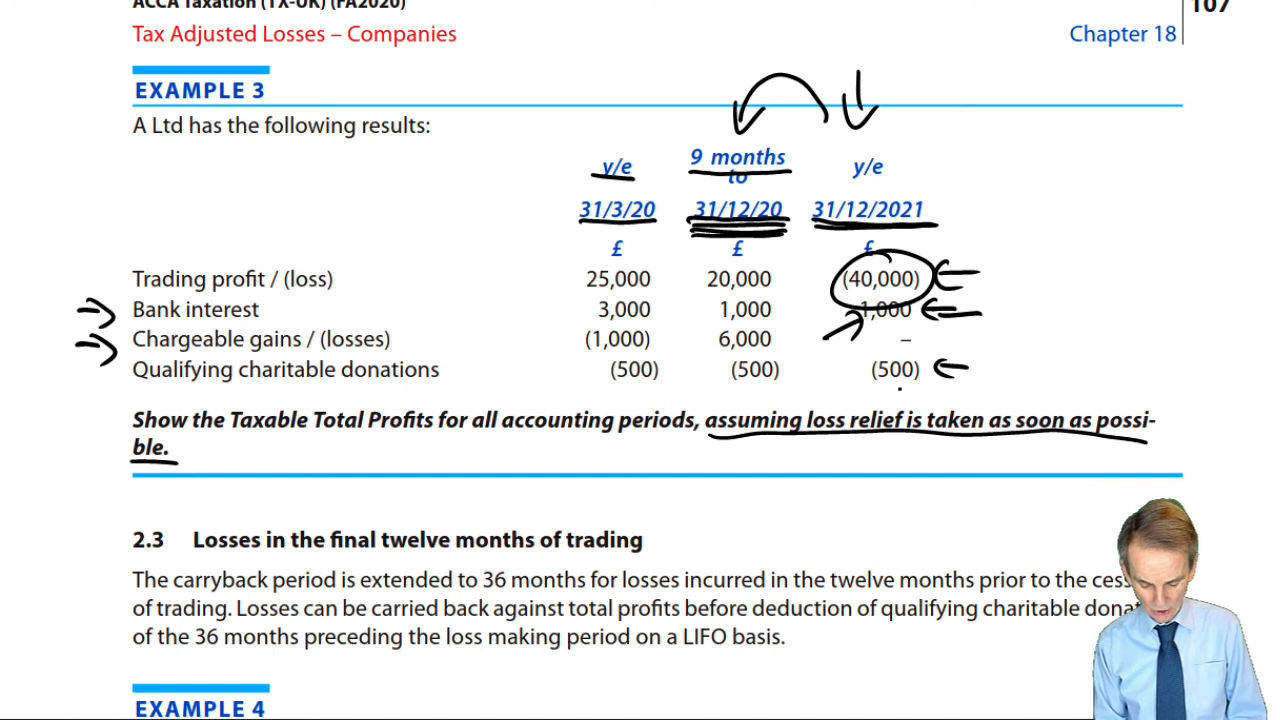 ACCA Taxation (TX-UK) (FA2020)
107
Tax Adjusted Losses – Companies
Chapter 18
EXAMPLE 3
A Ltd has the following results:
y/e 9 months to y/e
31/3/20 31/12/20 31/12/2021
£ £ £
Trading profit / (loss) 25,000 20,000 (40,000)
Bank interest 3,000 1,000 1,000
Chargeable gains / (losses) (1,000) 6,000 –
Qualifying charitable donations (500) (500) (500)
Show the Taxable Total Profits for all accounting periods, assuming loss relief is taken as soon as possi-
ble.
2.3 Losses in the final twelve months of trading
The carryback period is extended to 36 months for losses incurred in the twelve months prior to the cess
of trading. Losses can be carried back against total profits before deduction of qualifying charitable dona
of the 36 months preceding the loss making period on a LIFO basis.
EXAMPLE 4